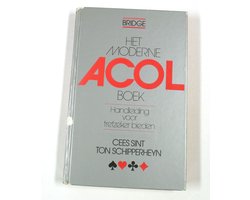 BRIDGE
HET
MODERNE
ACOL
BOEK
Handleiding
voor
trefzeker bieden
CEES SINT
TON SCHIPPERHEYN